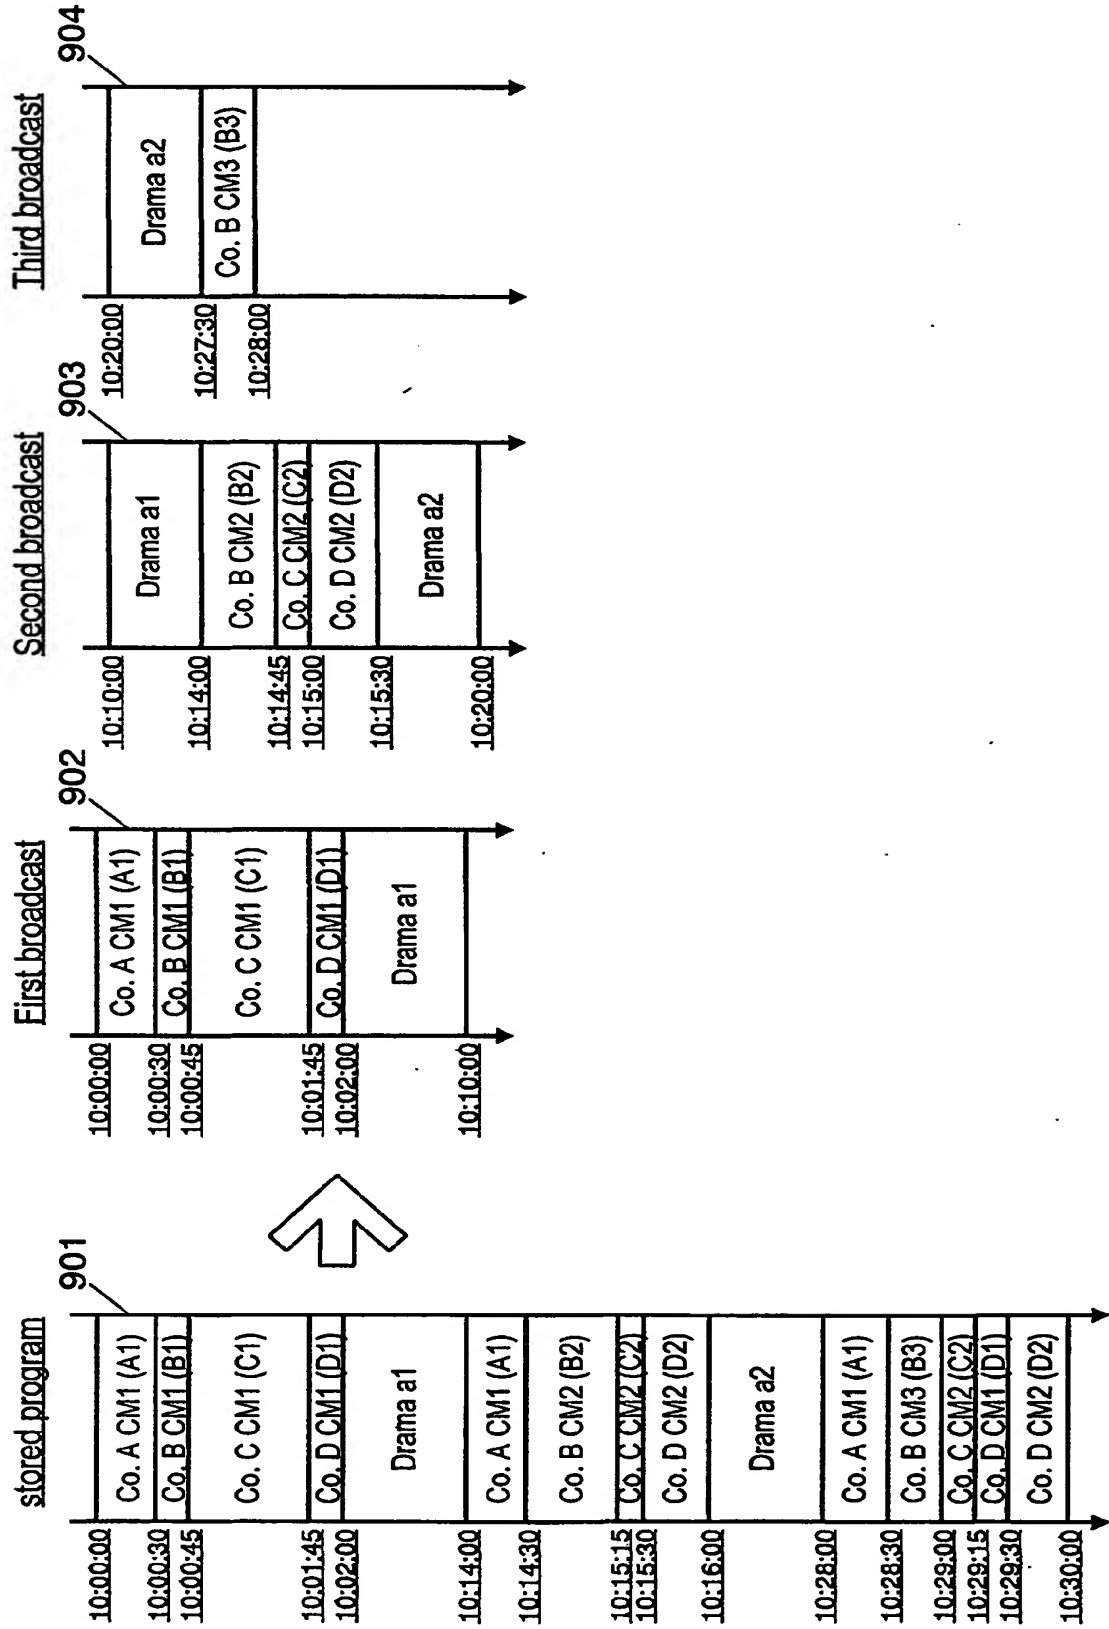 stored program
901
10:00:00
Co. A CM1 (A1)
10:00:30
Co. B CM1 (B1)
10:00:45
Co. C CM1 (C1)
10:01:45
Co. D CM1 (D1)
10:02:00
Drama a1
10:14:00
Co. A CM1 (A1)
10:14:30
Co. B CM2 (B2)
10:15:15
Co. C CM2 (C2)
10:15:30
Co. D CM2 (D2)
10:16:00
Drama a2
10:28:00
Co. A CM1 (A1)
10:28:30
Co. B CM3 (B3)
10:29:00
Co. C CM2 (C2)
10:29:15
Co. D CM1 (D1)
10:29:30
Co. D CM2 (D2)
10:30:00
First broadcast
902
10:00:00
Co. A CM1 (A1)
10:00:30
Co. B CM1 (B1)
10:00:45
Co. C CM1 (C1)
10:01:45
Co. D CM1 (D1)
10:02:00
Drama a1
10:10:00
Second broadcast
903
10:10:00
Drama a1
10:14:00
Co. B CM2 (B2)
10:14:45
Co. C CM2 (C2)
10:15:00
Co. D CM2 (D2)
10:15:30
Drama a2
10:20:00
Third broadcast
904
10:20:00
Drama a2
10:27:30
Co. B CM3 (B3)
10:28:00